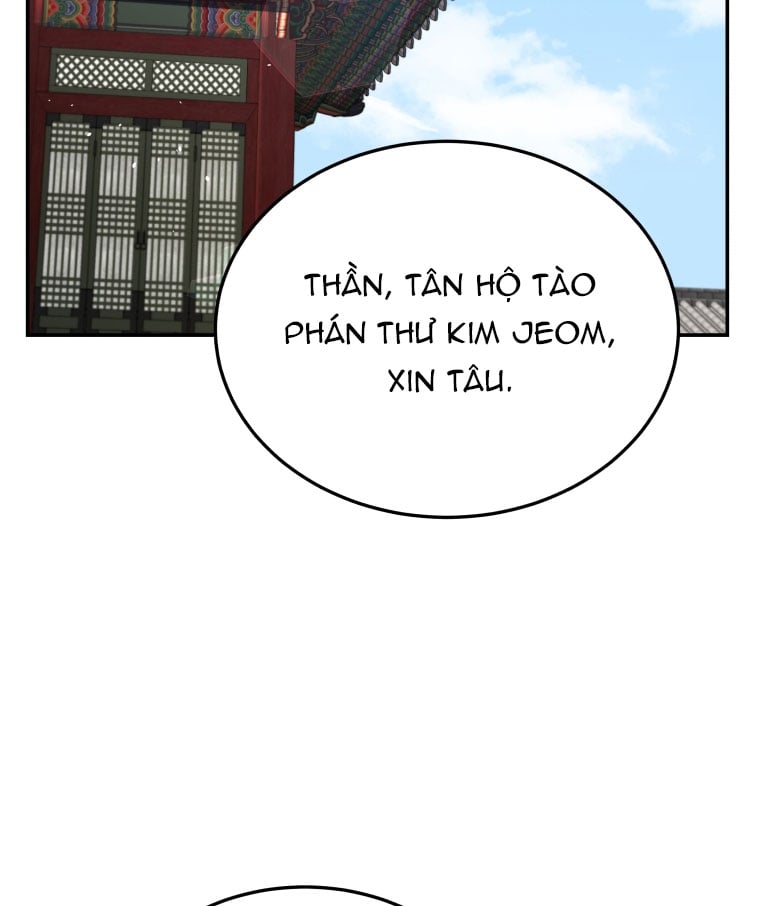 THẦN, TÂN HỘ TÀO
PHÁN THƯ KIM JEOM,
XIN TÂU.